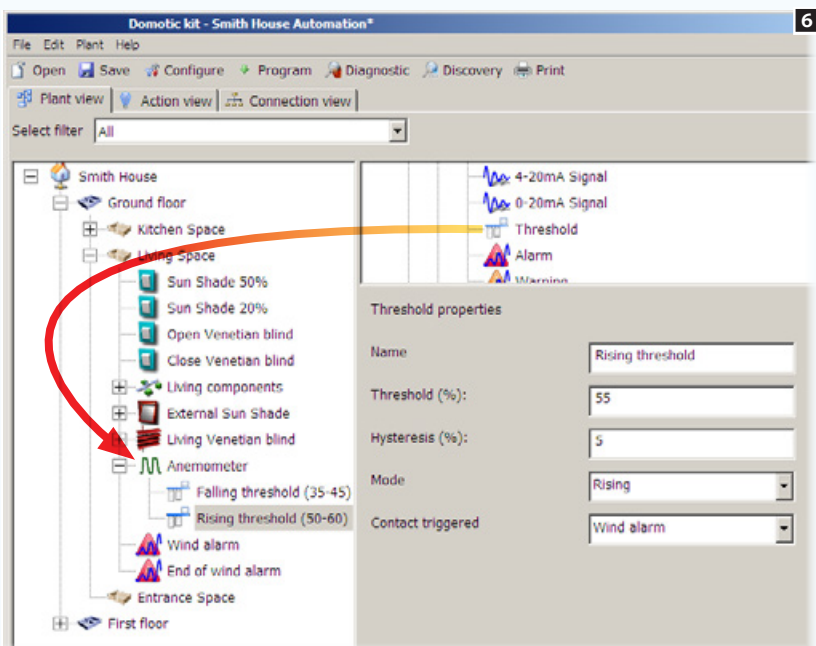 Domotic kit - Smith House Automation*
6
File Edit Plant Help
Open Save Configure Program Diagnostic Discovery Print
Plant view Action view Connection view
Select filter All
Smith House
Ground floor
Kitchen Space
Living Space
Sun Shade 50%
Sun Shade 20%
Open Venetian blind
Close Venetian blind
Living components
External Sun Shade
Living Venetian blind
Anemometer
Falling threshold (35-45)
Rising threshold (50-60)
Wind alarm
End of wind alarm
Entrance Space
First floor
4-20mA Signal
0-20mA Signal
Threshold
Alarm
Warning
Threshold properties
Name Rising threshold
Threshold (%): 55
Hysteresis (%): 5
Mode Rising
Contact triggered Wind alarm